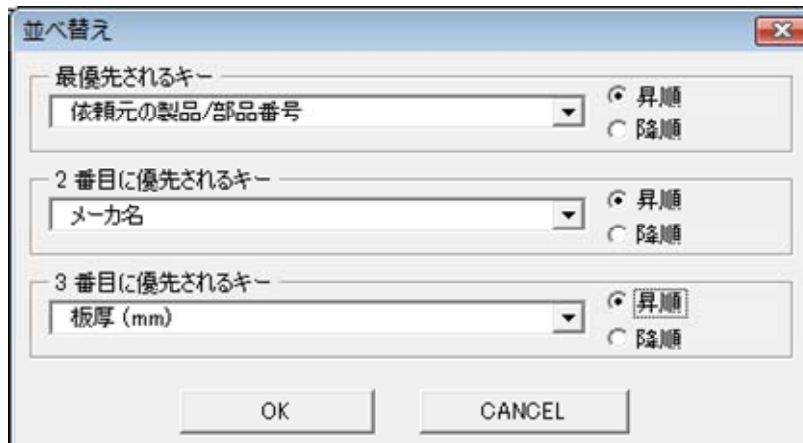 並べ替え
最優先されるキー
依頼元の製品/部品番号
昇順
降順
2 番目に優先されるキー
メーカ名
昇順
降順
3 番目に優先されるキー
板厚 (mm)
昇順
降順
OK
CANCEL